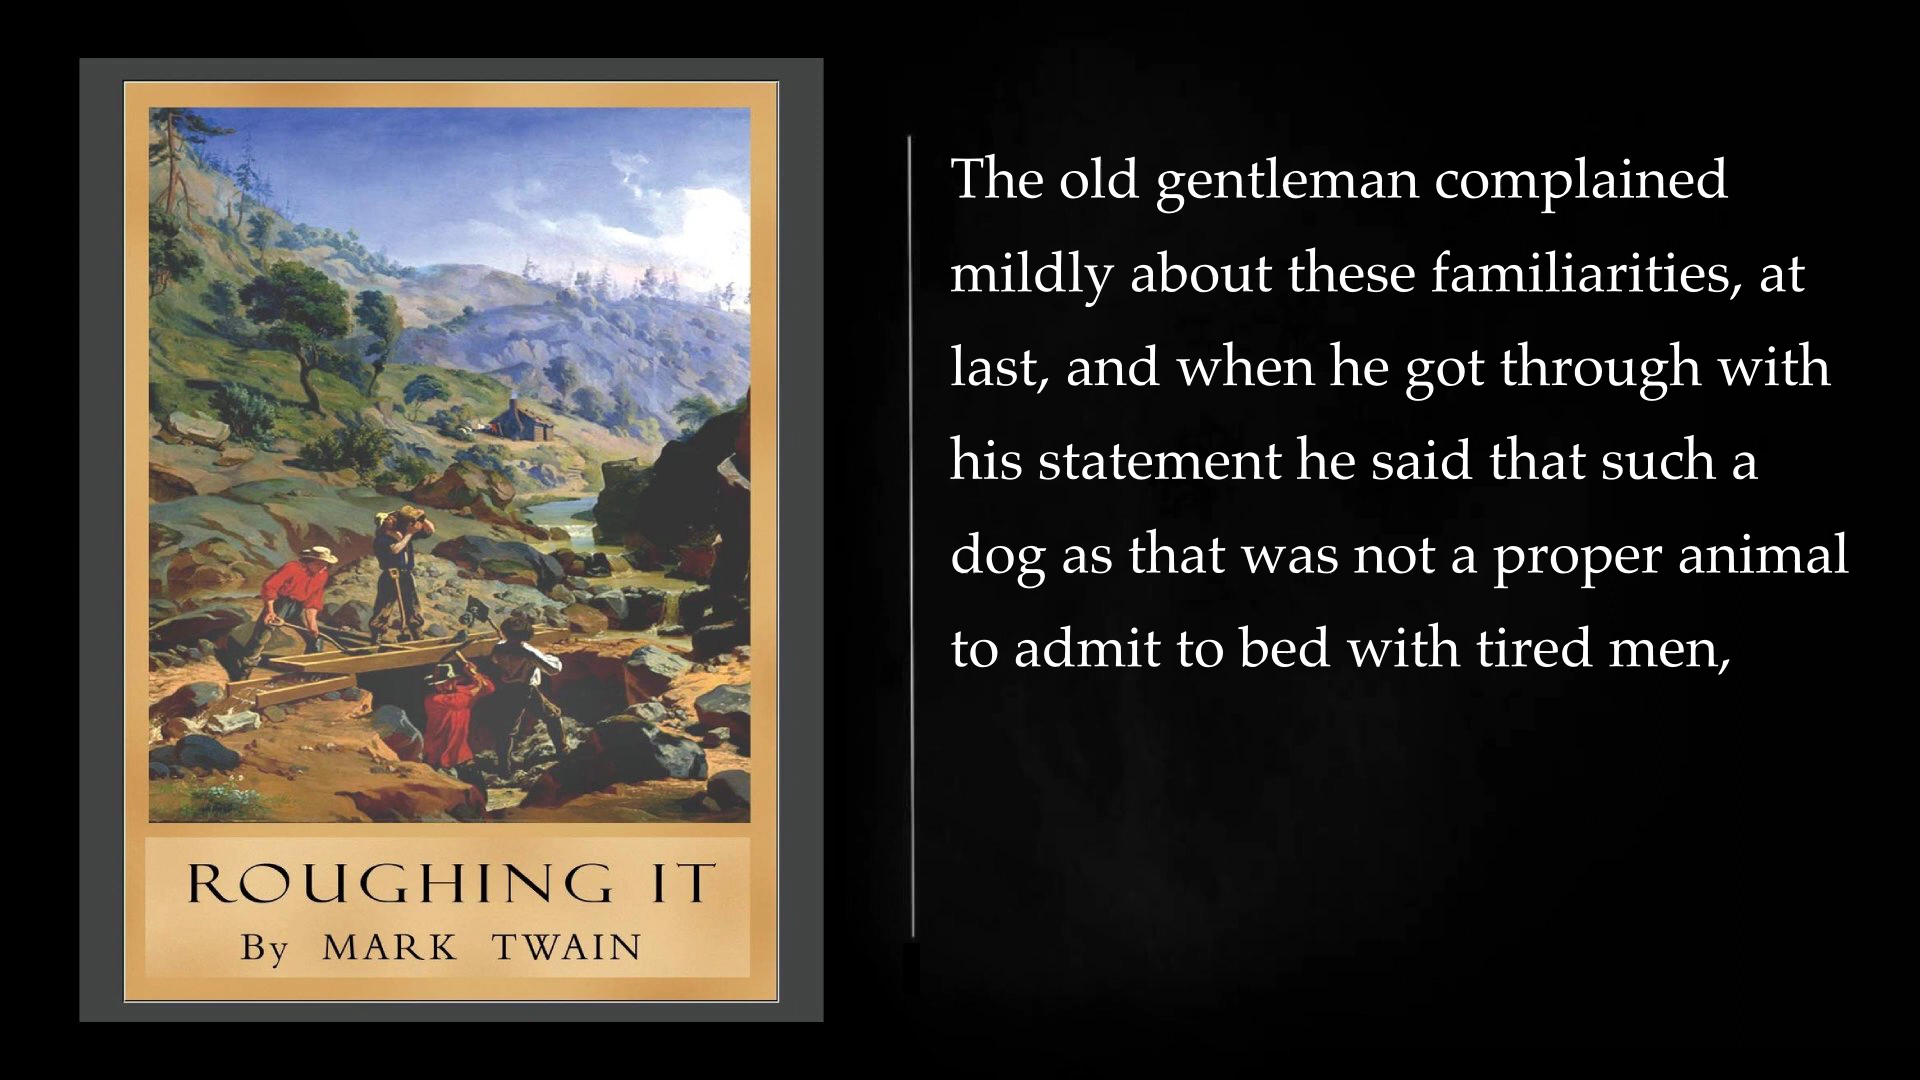 ROUGHING IT
By MARK TWAIN
The old gentleman complained
mildly about these familiarities, at
last, and when he got through with
his statement he said that such a
dog as that was not a proper animal
to admit to bed with tired men,